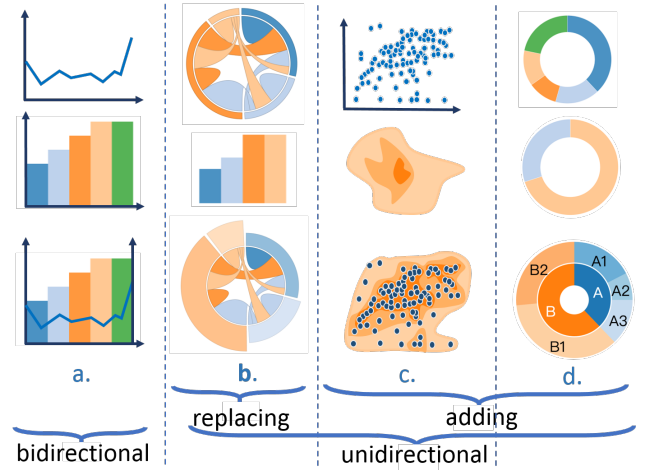 B2
A1
A
A2
B
A3
B1
a.
b.
c.
d.
replacing
adding
bidirectional
unidirectional